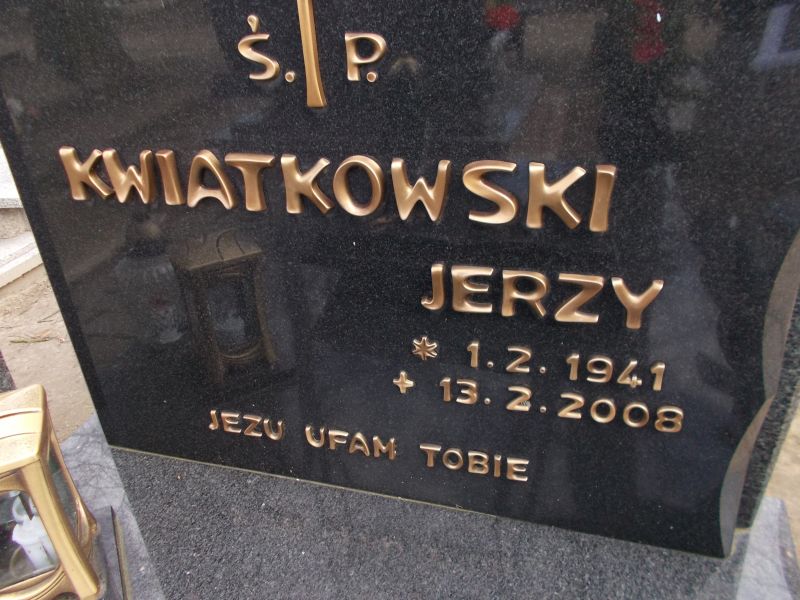 Ś. P.
KWIATKOWSKI
JERZY
* 1. 2. 1941
+ 13. 2. 2008
JEZU UFAM TOBIE